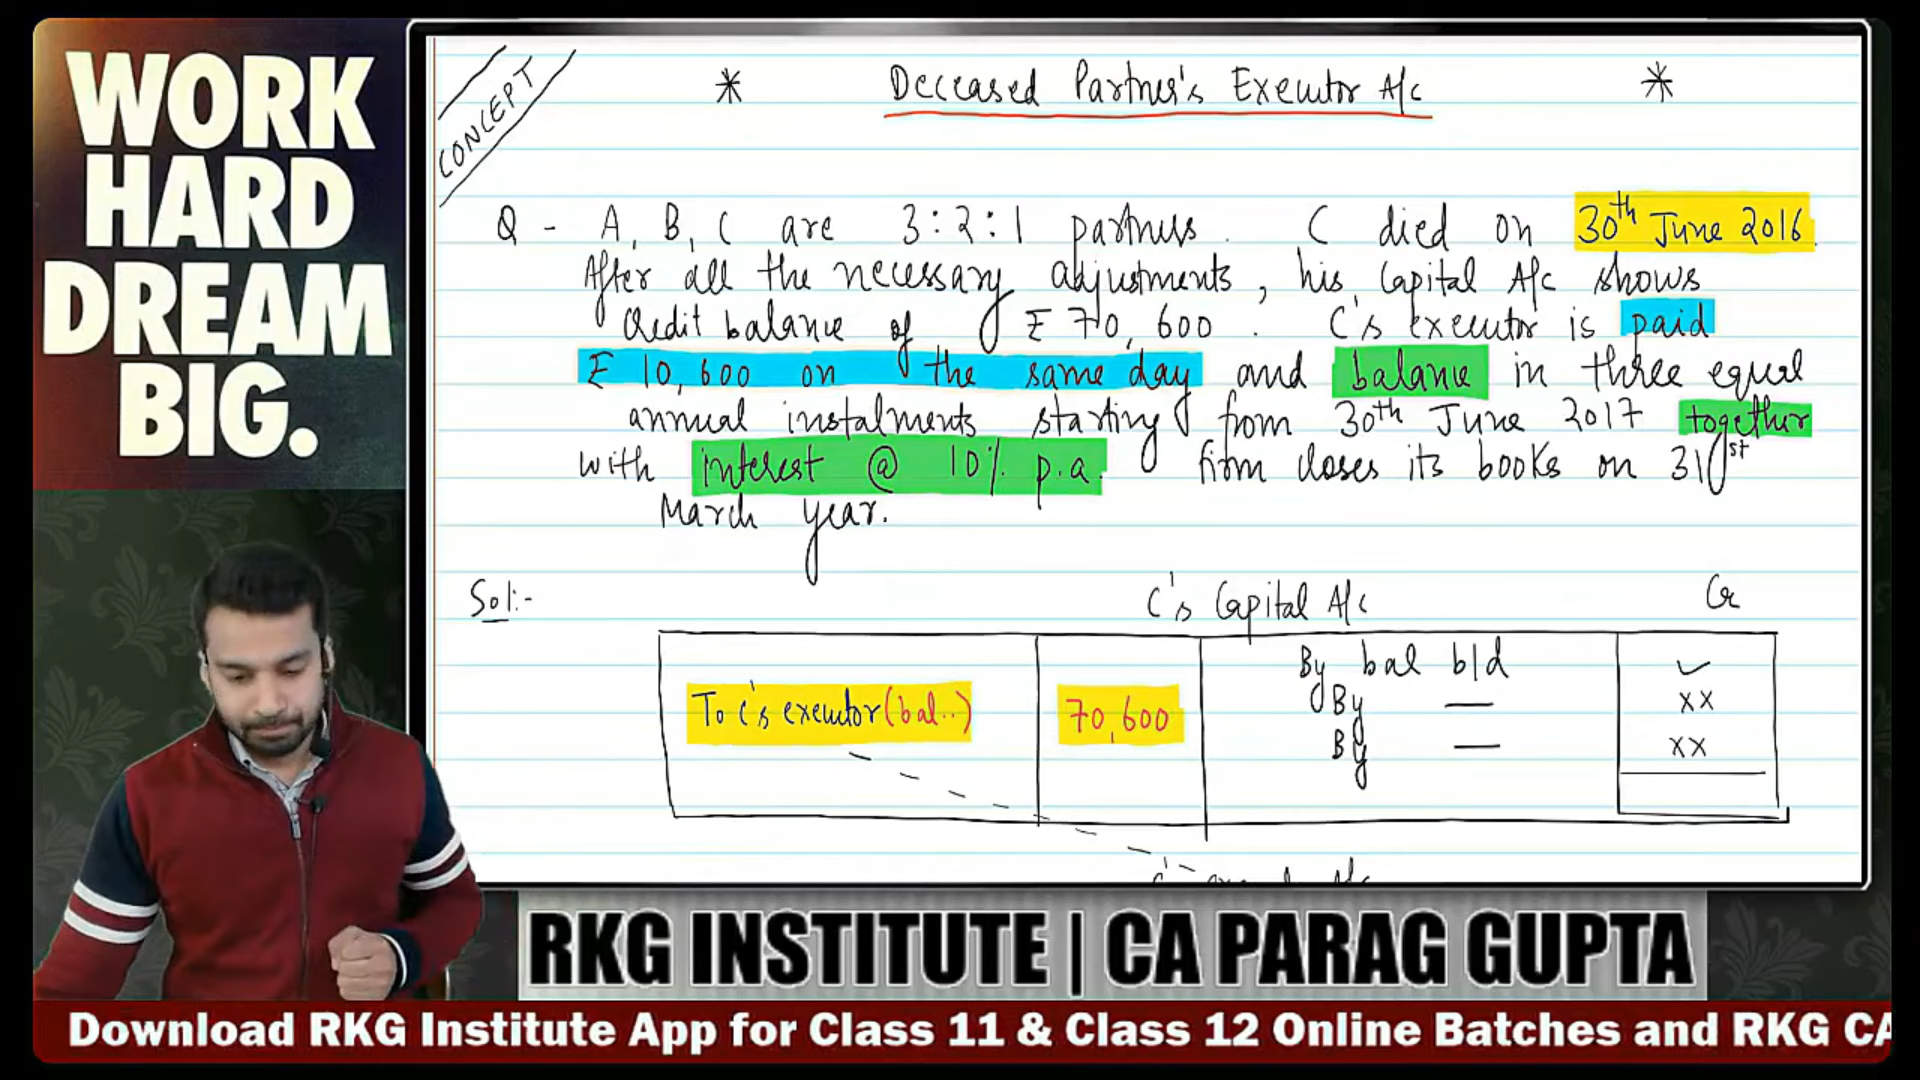 WORK
HARD
DREAM
BIG.
CONCEPT
* Deceased Partner's Executor A/c *
Q - A, B, C are 3:2:1 partners. C died on 30th June 2016.
After all the necessary adjustments, his Capital A/c shows
Credit balance of ₹ 70,600. C's executor is paid
₹ 10,600 on the same day and balance in three equal
annual instalments starting from 30th June 2017 together
with interest @ 10% p.a. firm closes its books on 31st
March year.
Sol:- C's Capital A/c Cr
By bal b/d ✓
To C's executor (bal..) 70,600 By — xx
By — xx
RKG INSTITUTE | CA PARAG GUPTA
Download RKG Institute App for Class 11 & Class 12 Online Batches and RKG CA